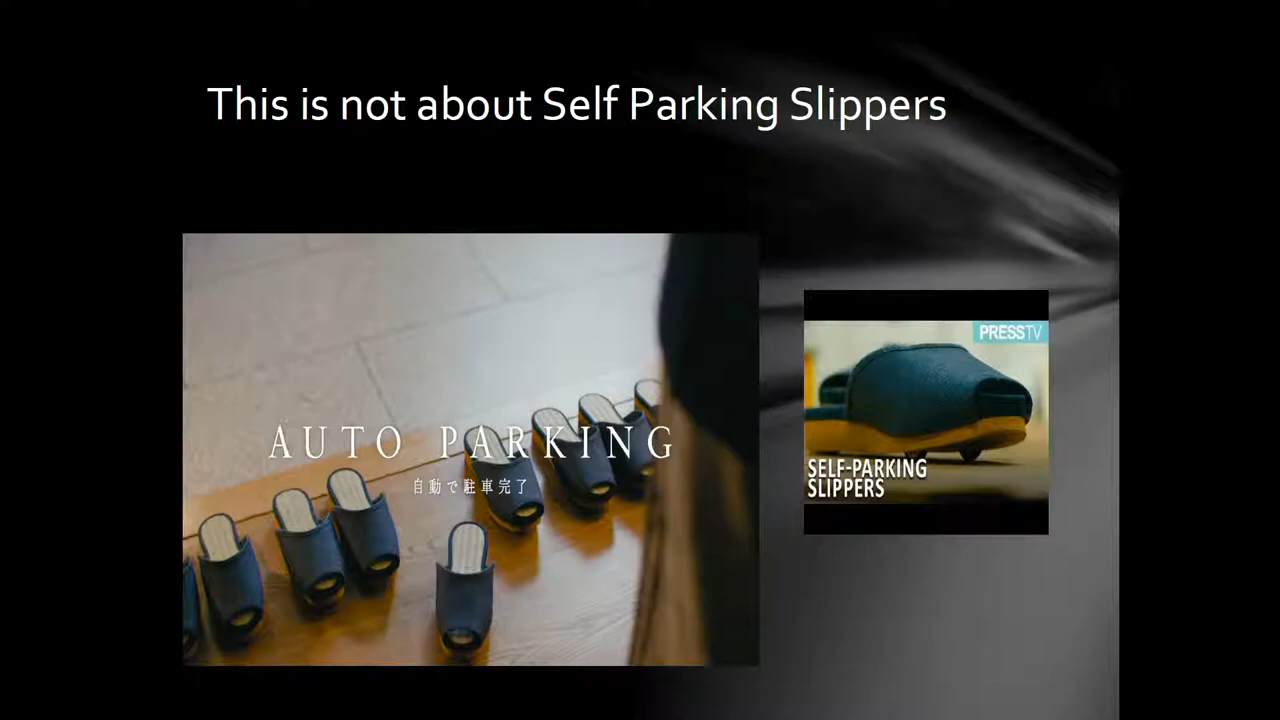 This is not about Self Parking Slippers
AUTO PARKING
自動で駐車完了
PRESSTV
SELF-PARKING
SLIPPERS